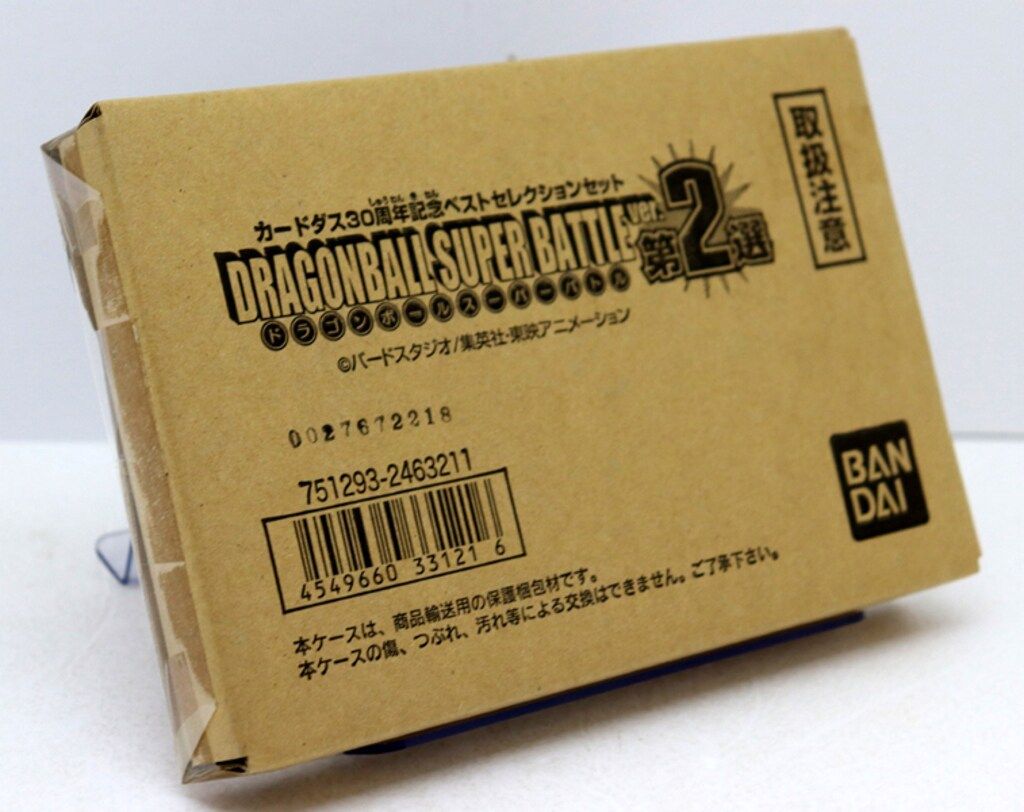 取扱注意
しゅうねん き ねん
カードダス30周年記念ベストセレクションセット
DRAGONBALL SUPER BATTLE ver. 第2選
ドラゴンボールスーパーバトル
©バードスタジオ/集英社・東映アニメーション
0027672218
751293-2463211
4549660 33121 6
BAN
DAI
本ケースは、商品輸送用の保護梱包材です。
本ケースの傷、つぶれ、汚れ等による交換はできません。ご了承下さい。